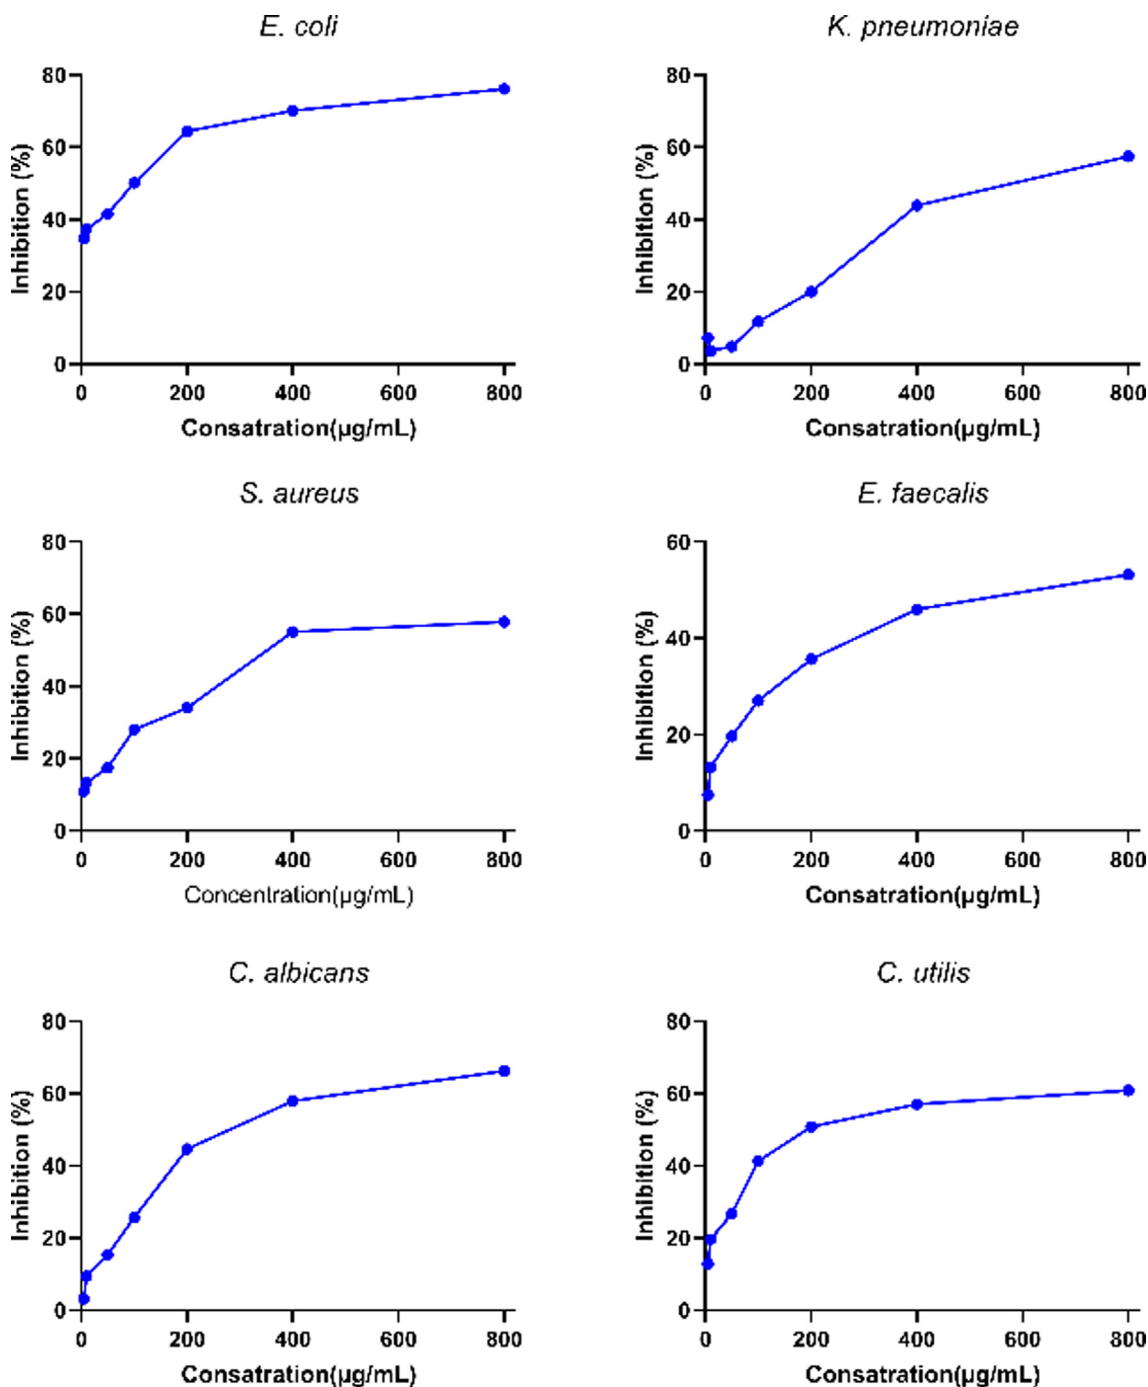 E. coli
K. pneumoniae
80
60
40
20
0
Inhibition (%)
0 200 400 600 800
Consatration(µg/mL)
80
60
40
20
0
Inhibition (%)
0 200 400 600 800
Consatration(µg/mL)
S. aureus
E. faecalis
80
60
40
20
0
Inhibition (%)
0 200 400 600 800
Concentration(µg/mL)
60
40
20
0
Inhibition (%)
0 200 400 600 800
Consatration(µg/mL)
C. albicans
C. utilis
80
60
40
20
0
Inhibition (%)
0 200 400 600 800
Consatration(µg/mL)
80
60
40
20
0
Inhibition (%)
0 200 400 600 800
Consatration(µg/mL)